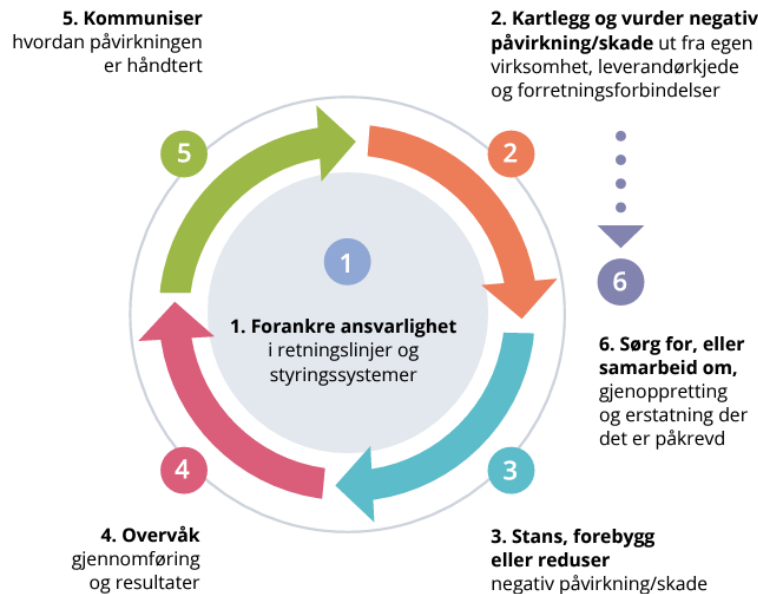 5. Kommuniser
hvordan påvirkningen
er håndtert
2. Kartlegg og vurder negativ
påvirkning/skade ut fra egen
virksomhet, leverandørkjede
og forretningsforbindelser
5
2
1
6
1. Forankre ansvarlighet
i retningslinjer og
styringssystemer
6. Sørg for, eller
samarbeid om,
gjenoppretting
og erstatning der
det er påkrevd
4
3
4. Overvåk
gjennomføring
og resultater
3. Stans, forebygg
eller reduser
negativ påvirkning/skade